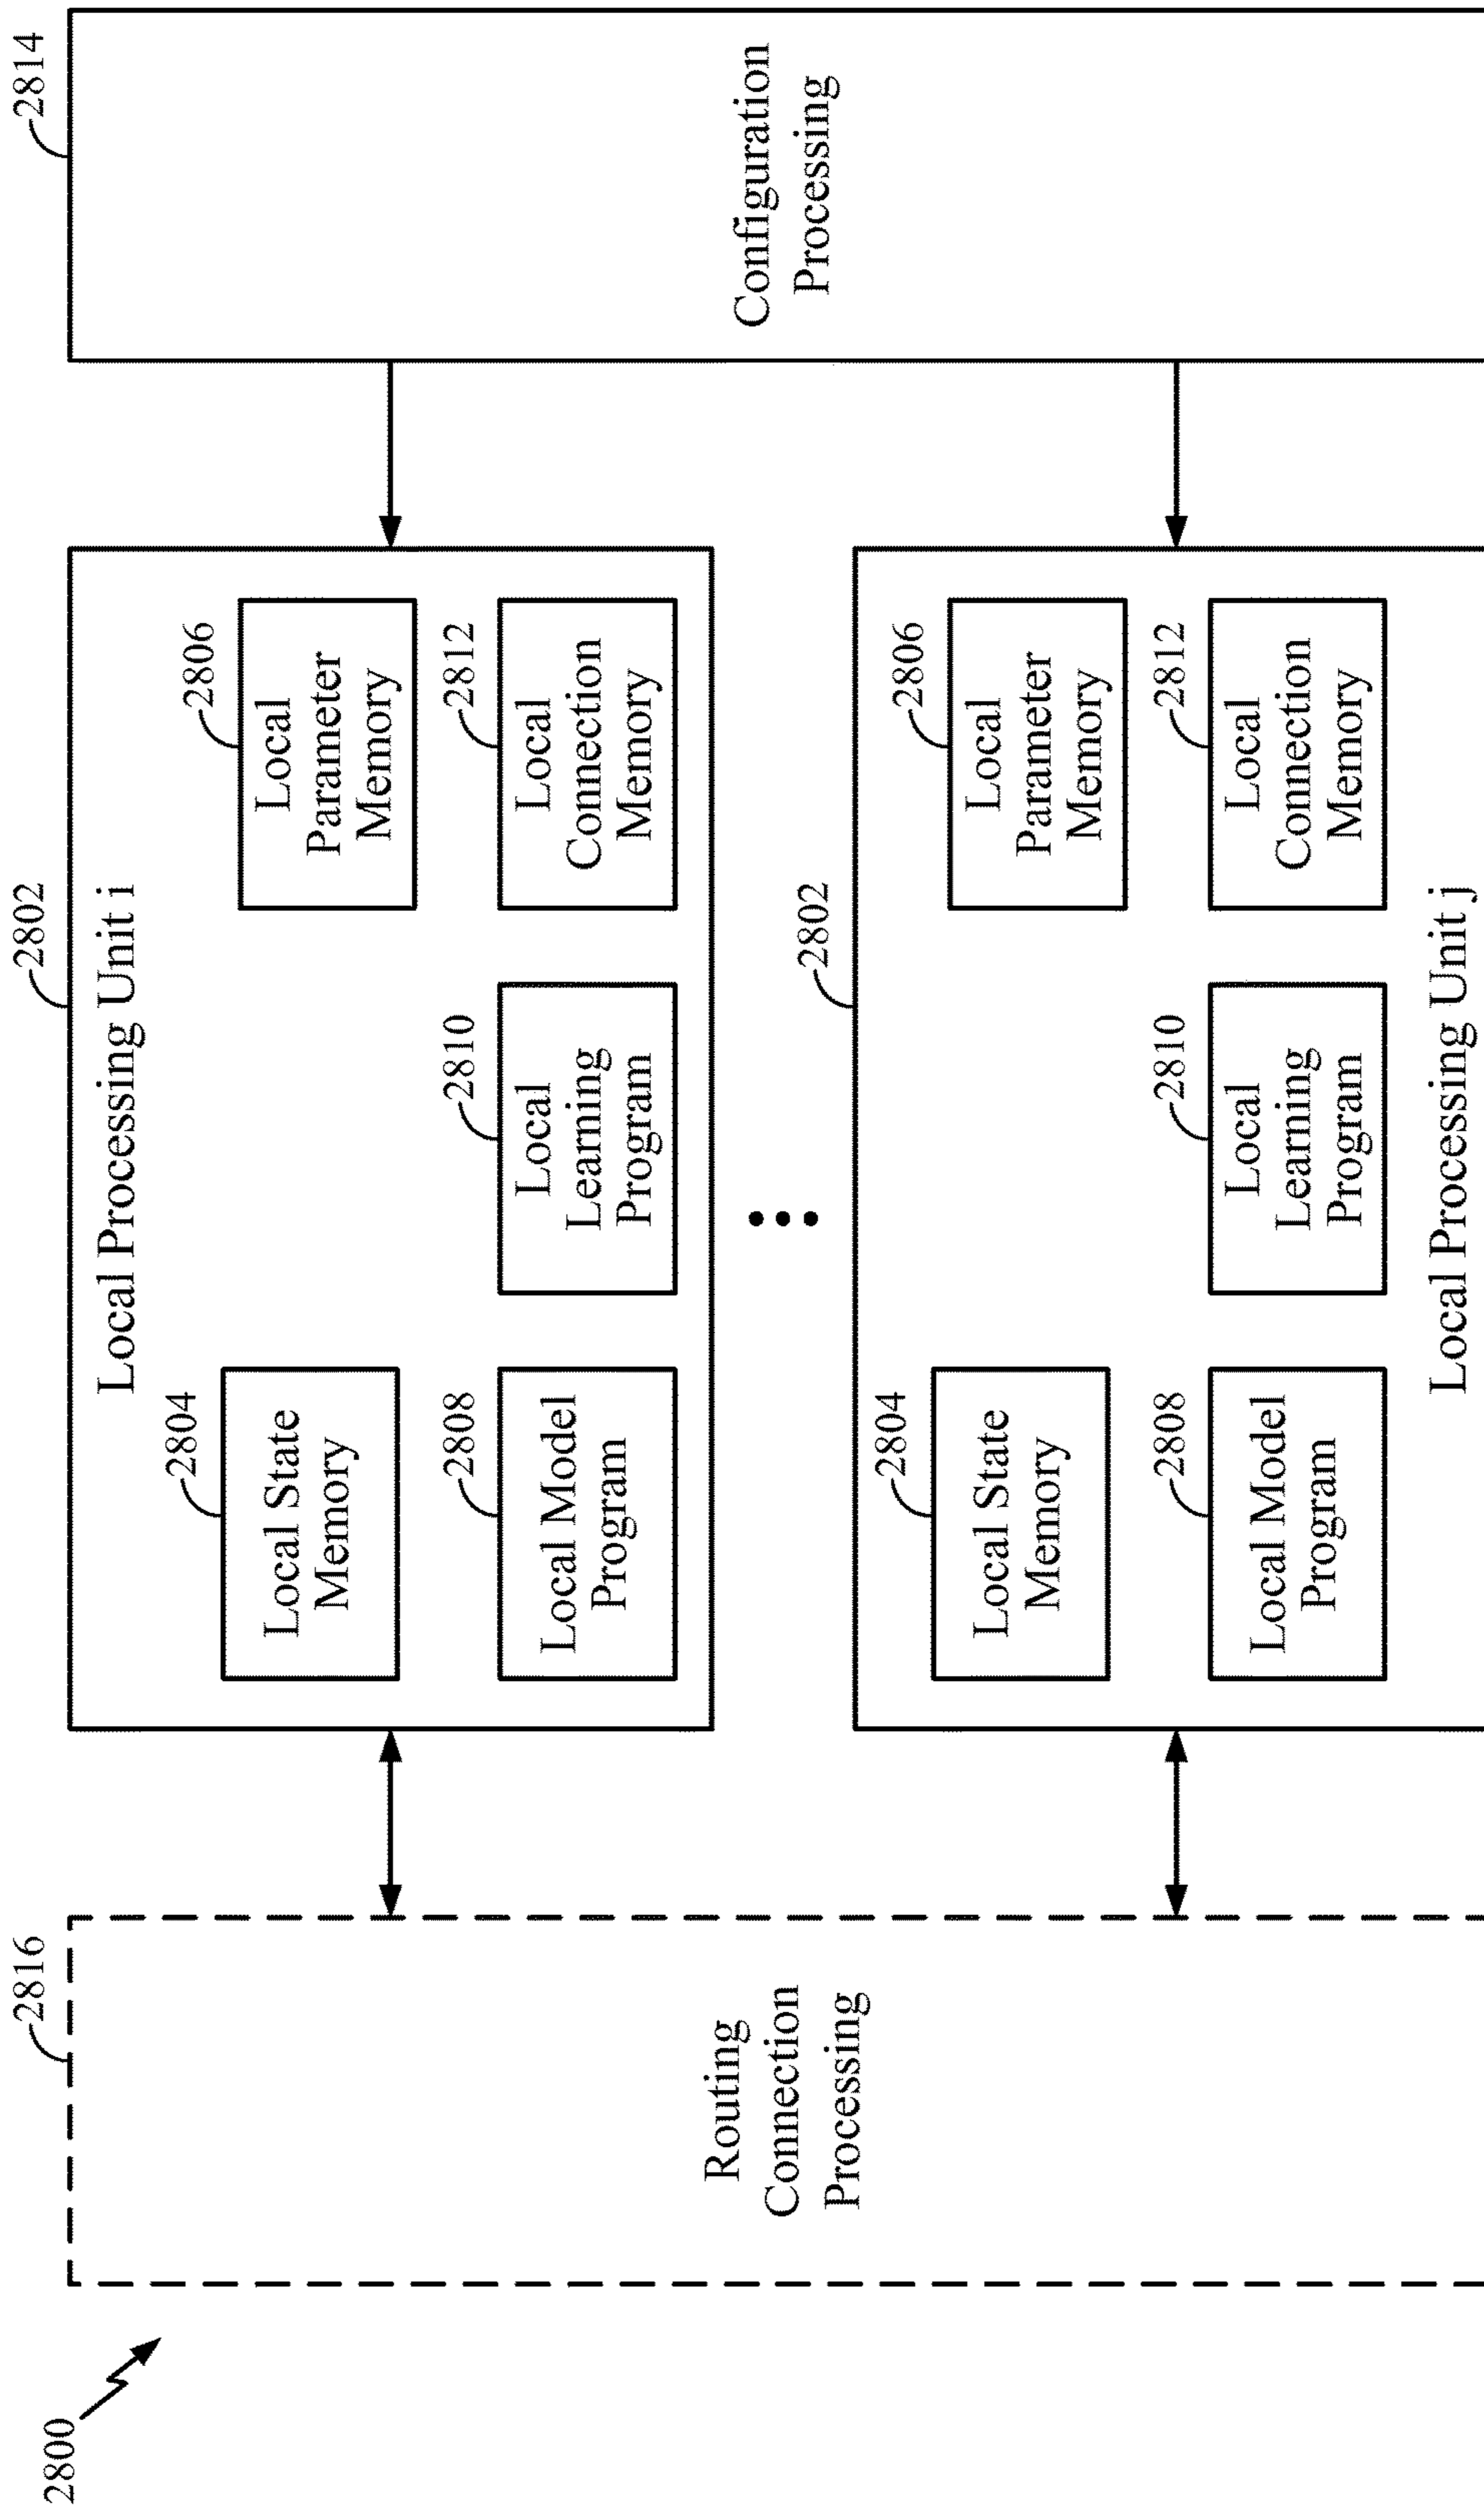 2800
2816
Routing
Connection
Processing
2802
Local Processing Unit i
2804
Local State
Memory
2806
Local
Parameter
Memory
2808
Local Model
Program
2810
Local
Learning
Program
2812
Local
Connection
Memory
2802
2804
Local State
Memory
2806
Local
Parameter
Memory
2808
Local Model
Program
2810
Local
Learning
Program
2812
Local
Connection
Memory
Local Processing Unit j
2814
Configuration
Processing